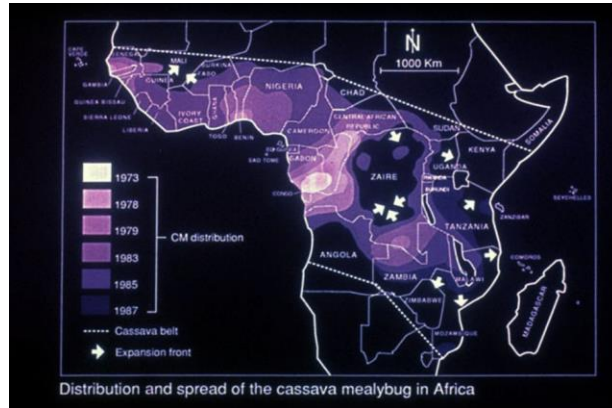 CAPE
VERDE
SENEGAL
MALI
GAMBIA
GUINEA
BURKINA
FASO
GUINEA BISSAU
SIERRA LEONE
LIBERIA
IVORY
COAST
GHANA
TOGO
BENIN
NIGERIA
CHAD
CAMEROON
CENTRAL AFRICAN
REPUBLIC
SUDAN
SAO TOME
GABON
CONGO
ZAIRE
UGANDA
KENYA
SOMALIA
BURUNDI
TANZANIA
ZANZIBAR
SEYCHELLES
COMOROS
ANGOLA
ZAMBIA
MALAWI
ZIMBABWE
MOZAMBIQUE
MADAGASCAR
N
1000 Km
1973
1978
1979
1983
1985
1987
CM distribution
Cassava belt
Expansion front
Distribution and spread of the cassava mealybug in Africa